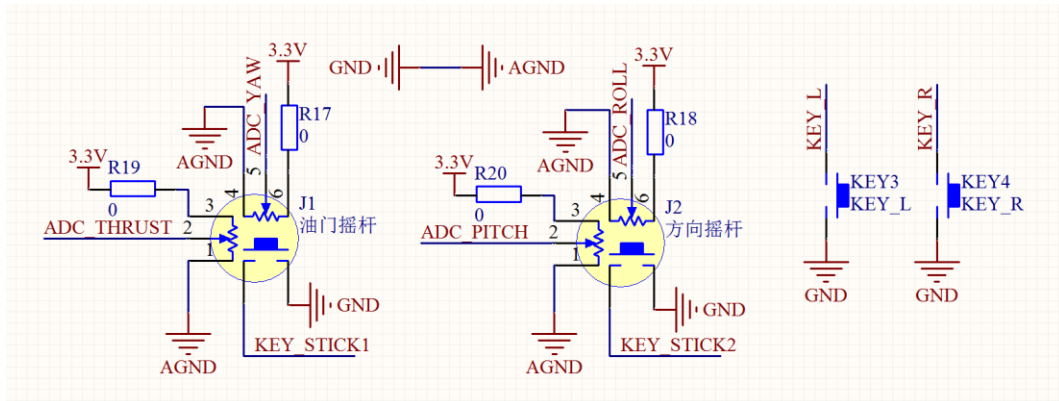 3.3V
ADC_YAW
R17
0
AGND
3.3V
R19
0
4
5
6
3
2
1
J1
油门摇杆
ADC_THRUST
AGND
GND
KEY_STICK1
GND
AGND
3.3V
ADC_ROLL
R18
0
AGND
3.3V
R20
0
4
5
6
3
2
1
J2
方向摇杆
ADC_PITCH
AGND
GND
KEY_STICK2
KEY_L
KEY3
KEY_L
GND
KEY_R
KEY4
KEY_R
GND